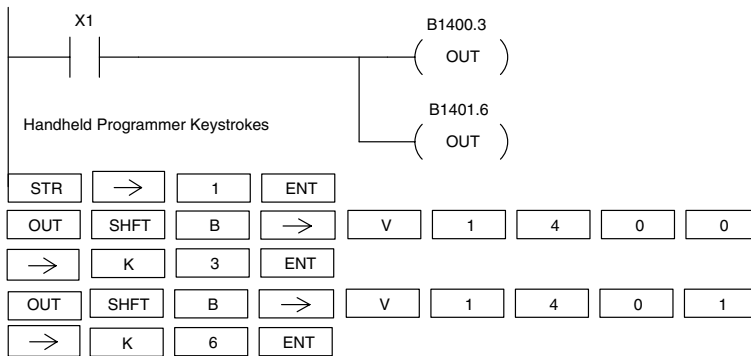 X1
B1400.3
OUT
B1401.6
OUT
Handheld Programmer Keystrokes
STR → 1 ENT
OUT SHFT B → V 1 4 0 0
→ K 3 ENT
OUT SHFT B → V 1 4 0 1
→ K 6 ENT